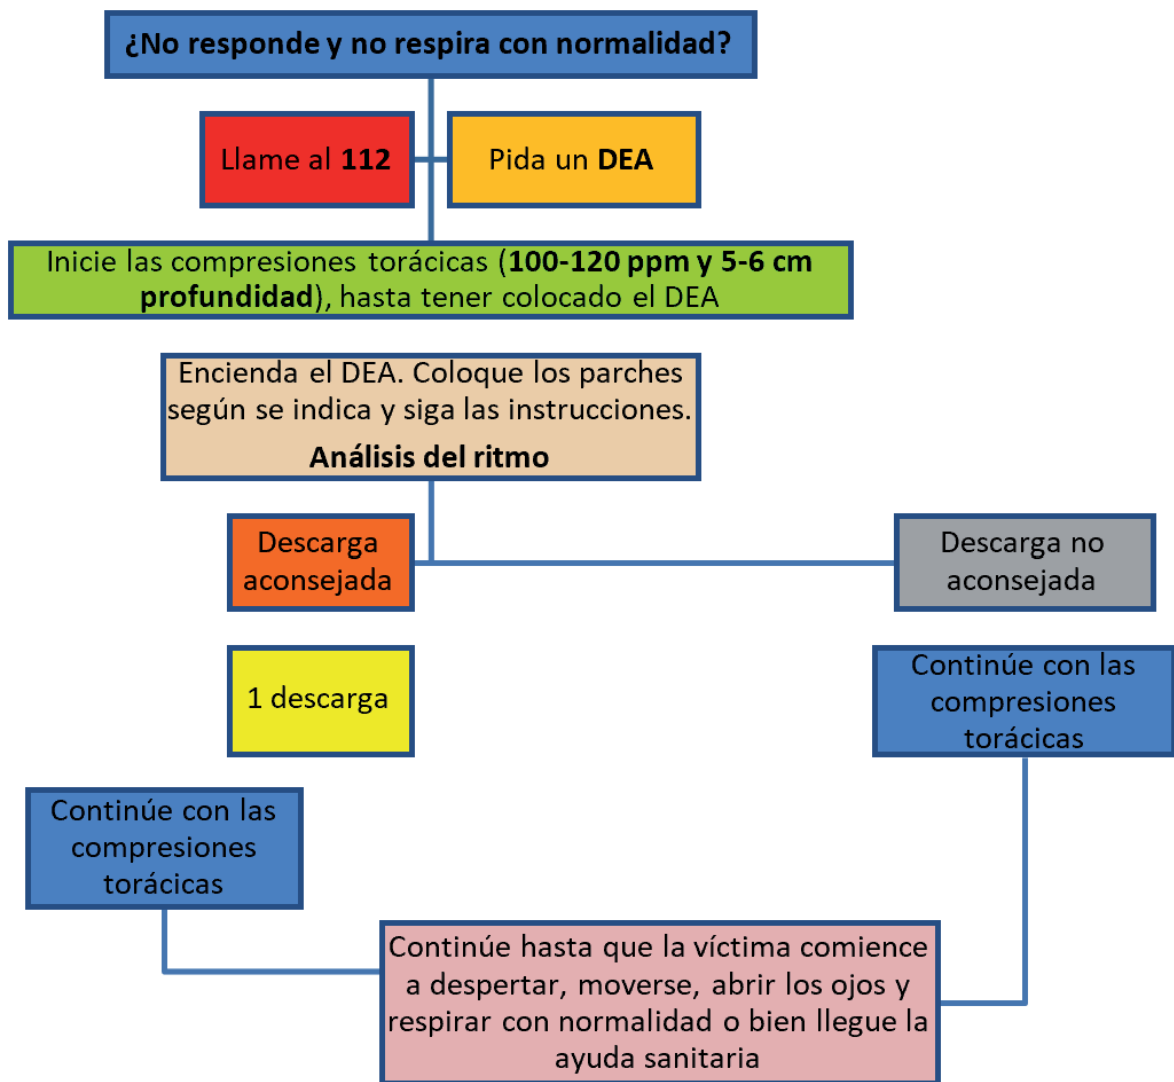 ¿No responde y no respira con normalidad?
Llame al 112
Pida un DEA
Inicie las compresiones torácicas (100-120 ppm y 5-6 cm
profundidad), hasta tener colocado el DEA
Encienda el DEA. Coloque los parches
según se indica y siga las instrucciones.
Análisis del ritmo
Descarga
aconsejada
Descarga no
aconsejada
1 descarga
Continúe con las
compresiones
torácicas
Continúe con las
compresiones
torácicas
Continúe hasta que la víctima comience
a despertar, moverse, abrir los ojos y
respirar con normalidad o bien llegue la
ayuda sanitaria